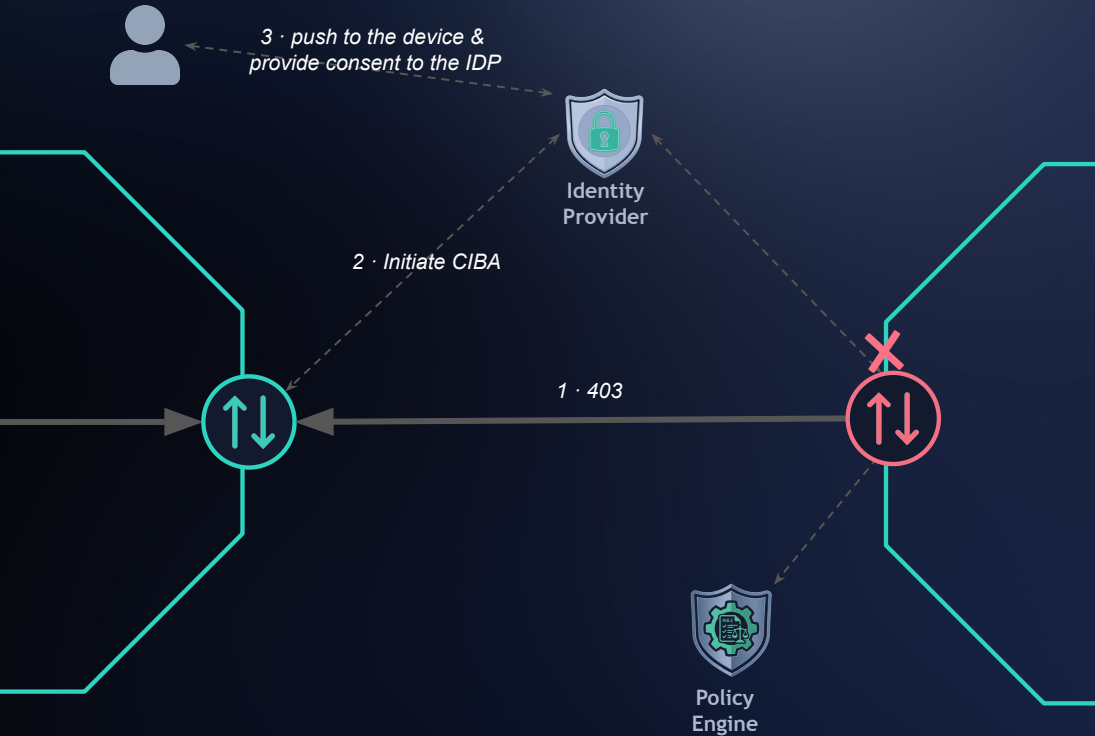 3 · push to the device &
provide consent to the IDP
Identity
Provider
2 · Initiate CIBA
1 · 403
Policy
Engine